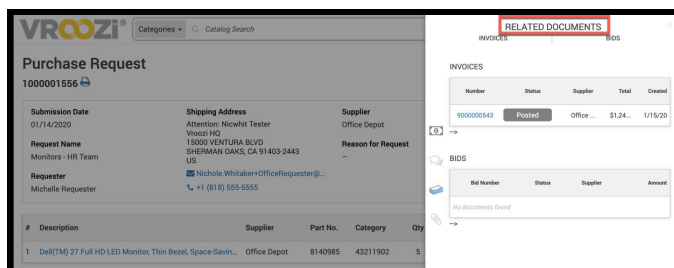 VROOZI®
Categories
Catalog Search
Purchase Request
1000001556
Submission Date
01/14/2020
Request Name
Monitors - HR Team
Requester
Michelle Requester
Shipping Address
Attention: Nicwhit Tester
Vroozi HQ
15000 VENTURA BLVD
SHERMAN OAKS, CA 91403-2443
US
Nichole.Whitaker+OfficeRequester@...
+1 (818) 555-5555
Supplier
Office Depot
Reason for Request
--
# Description Supplier Part No. Category Qty
1 Dell(TM) 27 Full HD LED Monitor, Thin Bezel, Space-Savin... Office Depot 8140985 43211902 5
RELATED DOCUMENTS
INVOICES BIDS
INVOICES
Number Status Supplier Total Created
9000000543 Posted Office ... $1,24... 1/15/20
-->
BIDS
Bid Number Status Supplier Amount
No documents found
-->